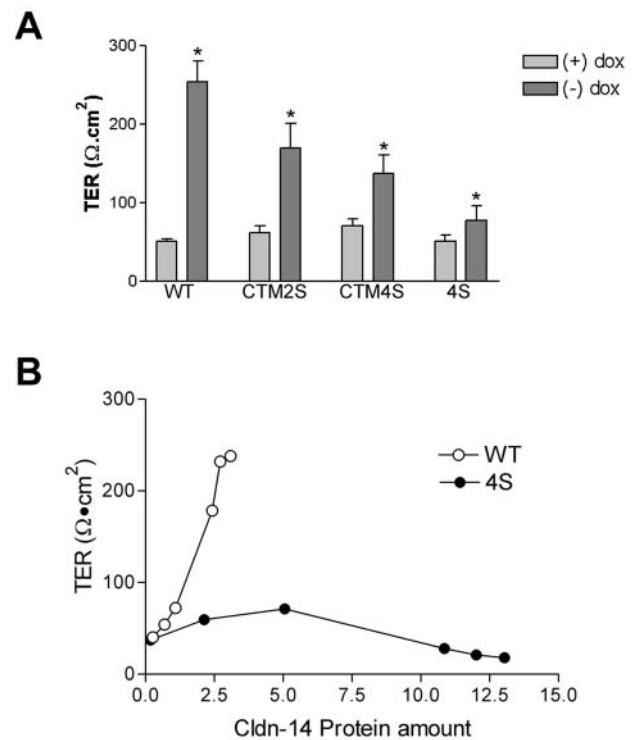 A
300
200
100
0
TER (Ω.cm²)
* * * *
WT CTM2S CTM4S 4S
(+) dox
(-) dox
B
300
200
100
0
TER (Ω•cm²)
WT
4S
0.0 2.5 5.0 7.5 10.0 12.5 15.0
Cldn-14 Protein amount